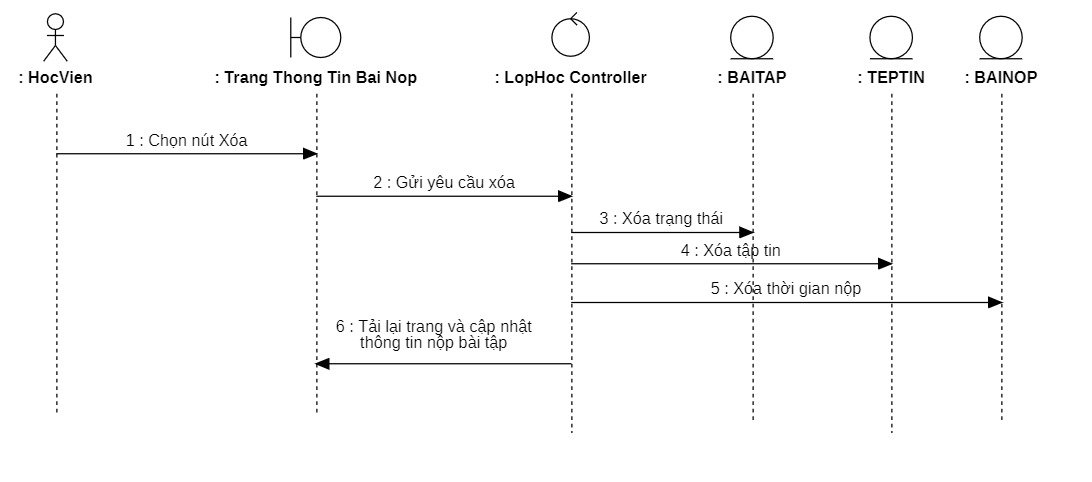 : HocVien
: Trang Thong Tin Bai Nop
: LopHoc Controller
: BAITAP
: TEPTIN
: BAINOP
1 : Chọn nút Xóa
2 : Gửi yêu cầu xóa
3 : Xóa trạng thái
4 : Xóa tập tin
5 : Xóa thời gian nộp
6 : Tải lại trang và cập nhật
thông tin nộp bài tập